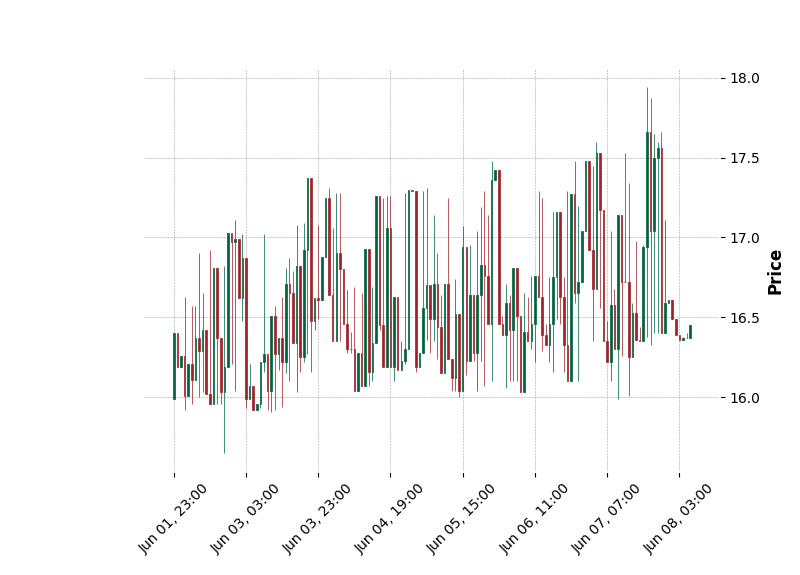 18.0
17.5
17.0
16.5
16.0
Price
Jun 01, 23:00
Jun 03, 03:00
Jun 03, 23:00
Jun 04, 19:00
Jun 05, 15:00
Jun 06, 11:00
Jun 07, 07:00
Jun 08, 03:00